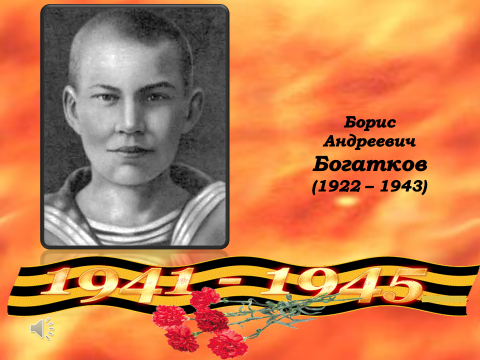 Борис
Андреевич
Богатков
(1922 – 1943)
1941 - 1945